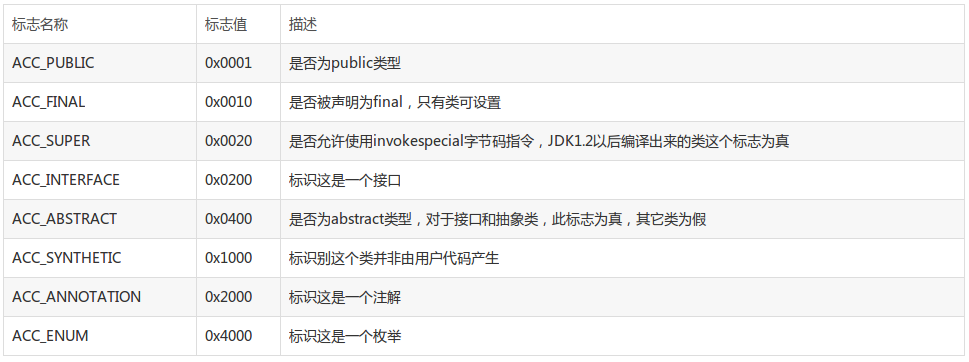 标志名称 标志值 描述
ACC_PUBLIC 0x0001 是否为public类型
ACC_FINAL 0x0010 是否被声明为final，只有类可设置
ACC_SUPER 0x0020 是否允许使用invokespecial字节码指令，JDK1.2以后编译出来的类这个标志为真
ACC_INTERFACE 0x0200 标识这是一个接口
ACC_ABSTRACT 0x0400 是否为abstract类型，对于接口和抽象类，此标志为真，其它类为假
ACC_SYNTHETIC 0x1000 标识别这个类并非由用户代码产生
ACC_ANNOTATION 0x2000 标识这是一个注解
ACC_ENUM 0x4000 标识这是一个枚举